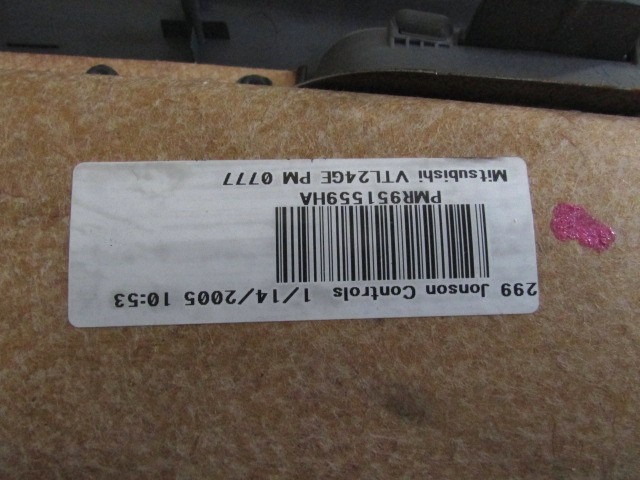 299 Jonson Controls 1/14/2005 10:53
PMR951559HA
Mitsubishi VTL24GE PM 0777